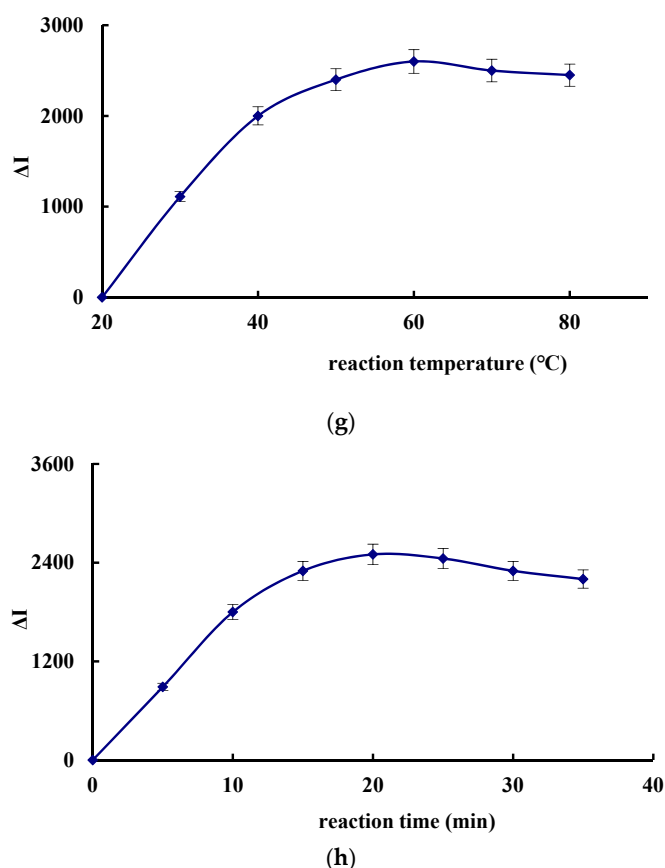 3000
2000
ΔI
1000
0
20 40 60 80
reaction temperature (°C)
(g)
3600
2400
ΔI
1200
0
0 10 20 30 40
reaction time (min)
(h)